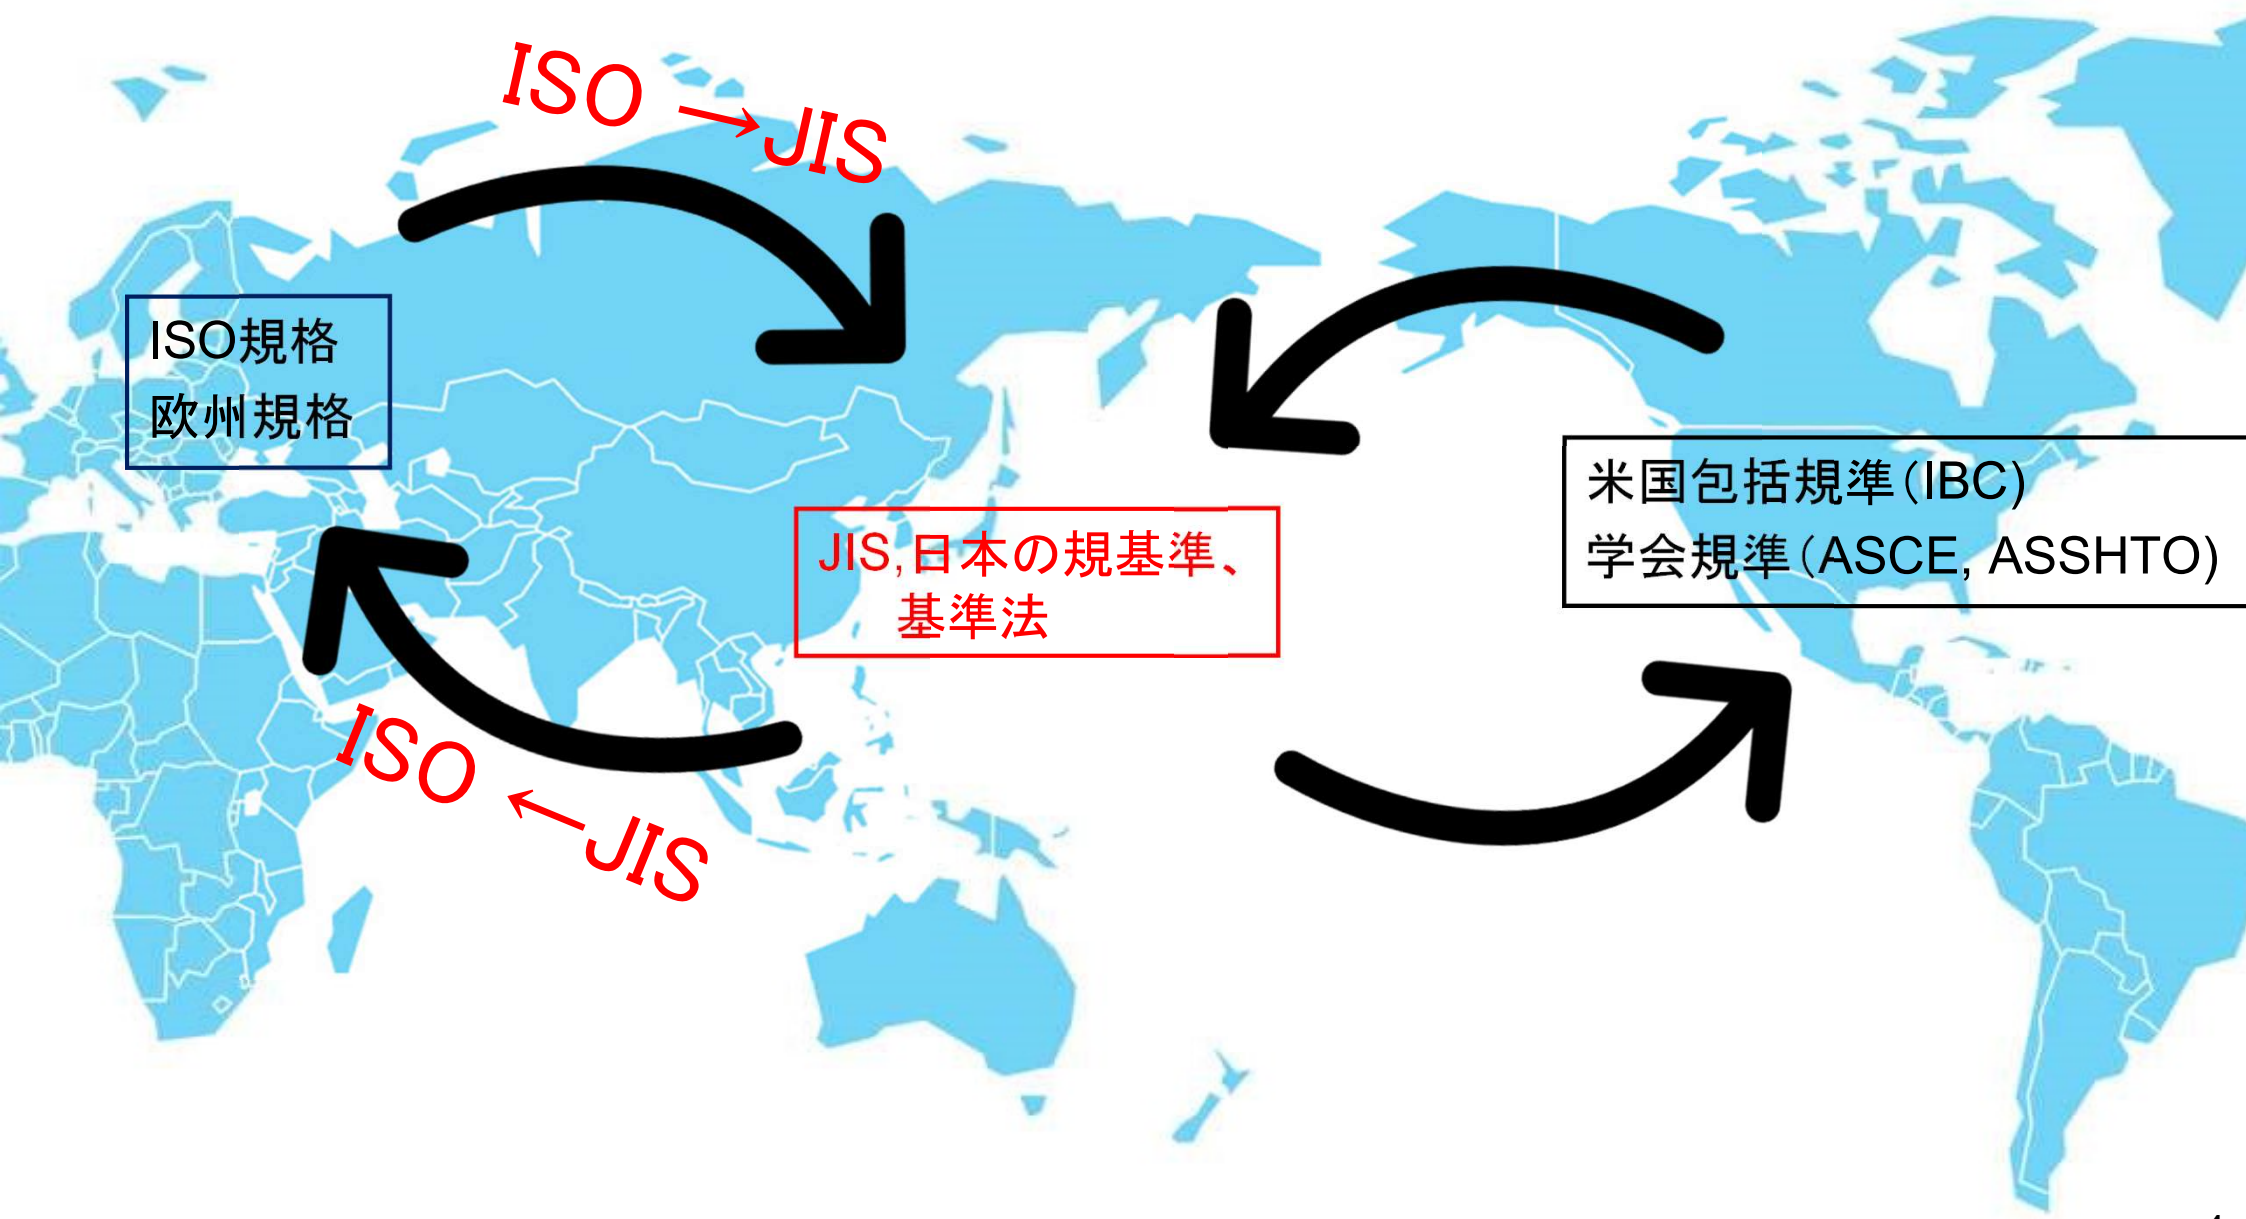 ISO →JIS
ISO規格
欧州規格
JIS,日本の規基準、
基準法
米国包括規準(IBC)
学会規準(ASCE, ASSHTO)
ISO ←JIS